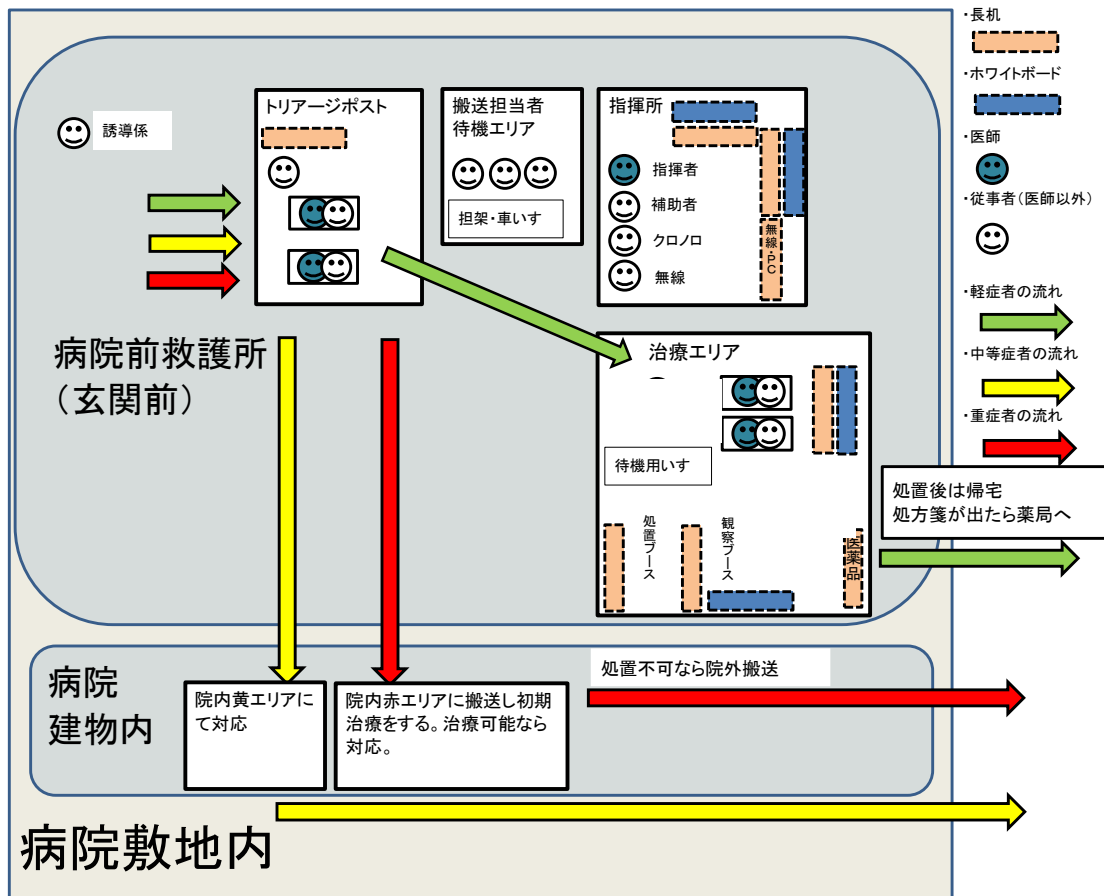 ・長机
・ホワイトボード
・医師
・従事者(医師以外)
・軽症者の流れ
・中等症者の流れ
・重症者の流れ
誘導係
トリアージポスト
搬送担当者
待機エリア
担架・車いす
指揮所
指揮者
補助者
クロノロ
無線
無線・PC
病院前救護所
(玄関前)
治療エリア
待機用いす
処置ブース
観察ブース
医薬品
処置後は帰宅
処方箋が出たら薬局へ
病院
建物内
院内黄エリアに
て対応
院内赤エリアに搬送し初期
治療をする。治療可能なら
対応。
処置不可なら院外搬送
病院敷地内